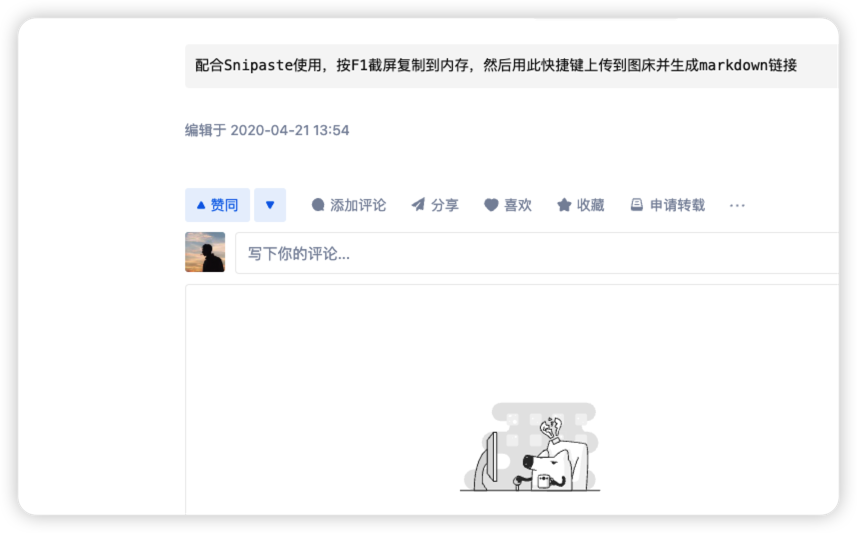 配合Snipaste使用，按F1截屏复制到内存，然后用此快捷键上传到图床并生成markdown链接
编辑于 2020-04-21 13:54
赞同 添加评论 分享 喜欢 收藏 申请转载 ...
写下你的评论...